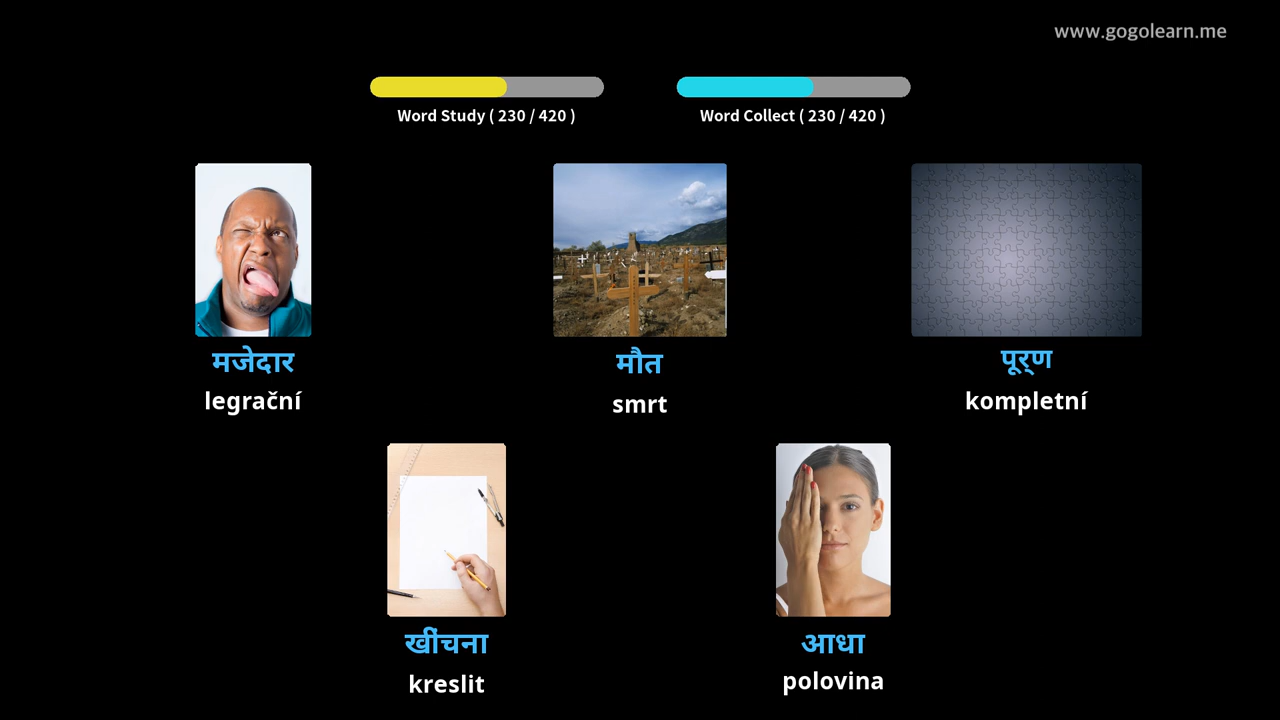 www.gogolearn.me
Word Study ( 230 / 420 )
Word Collect ( 230 / 420 )
मजेदार
legrační
मौत
smrt
पूर्ण
kompletní
खींचना
kreslit
आधा
polovina